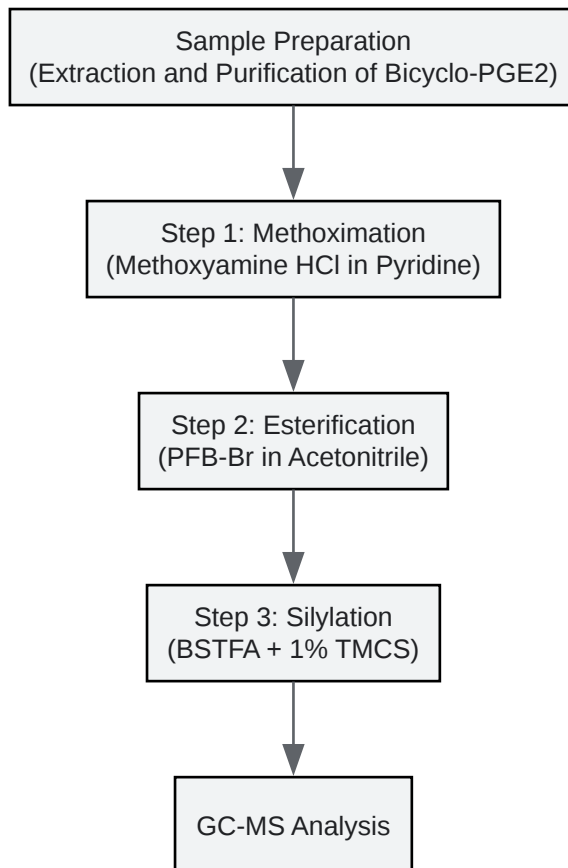 Sample Preparation
(Extraction and Purification of Bicyclo-PGE2)
Step 1: Methoximation
(Methoxyamine HCl in Pyridine)
Step 2: Esterification
(PFB-Br in Acetonitrile)
Step 3: Silylation
(BSTFA + 1% TMCS)
GC-MS Analysis